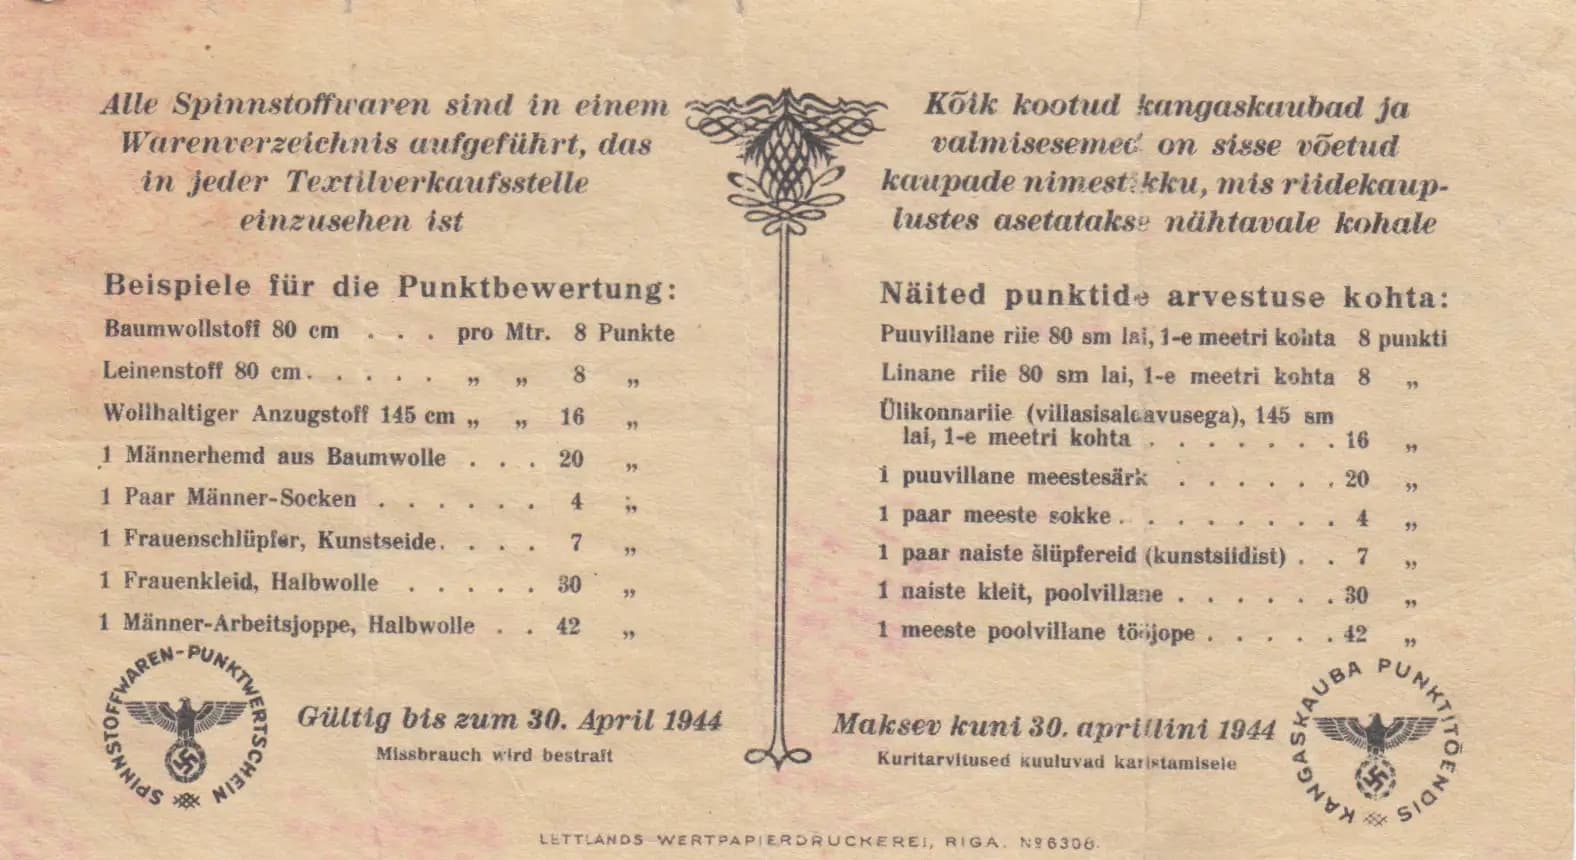 Alle Spinnstoffwaren sind in einem
Warenverzeichnis aufgeführt, das
in jeder Textilverkaufsstelle
einzusehen ist
Beispiele für die Punktbewertung:
Baumwollstoff 80 cm . . . pro Mtr. 8 Punkte
Leinenstoff 80 cm. . . . . „ „ 8 „
Wollhaltiger Anzugstoff 145 cm „ „ 16 „
1 Männerhemd aus Baumwolle . . . 20 „
1 Paar Männer-Socken . . . . . . 4 „
1 Frauenschlüpfer, Kunstseide. . . . 7 „
1 Frauenkleid, Halbwolle . . . . . 30 „
1 Männer-Arbeitsjoppe, Halbwolle . . 42 „
SPINNSTOFFWAREN-PUNKTWERTSCHEIN
Gültig bis zum 30. April 1944
Missbrauch wird bestraft
Kõik kootud kangaskaubad ja
valmisesemed on sisse võetud
kaupade nimestikku, mis riidekaup-
lustes asetatakse nähtavale kohale
Näited punktide arvestuse kohta:
Puuvillane riie 80 sm lai, 1-e meetri kohta 8 punkti
Linane riie 80 sm lai, 1-e meetri kohta 8 „
Ülikonnariie (villasisaldavusega), 145 sm
lai, 1-e meetri kohta . . . . . . . 16 „
1 puuvillane meestesärk . . . . . . 20 „
1 paar meeste sokke . . . . . . . . 4 „
1 paar naiste šlüpfereid (kunstsiidist) . . 7 „
1 naiste kleit, poolvillane . . . . . . 30 „
1 meeste poolvillane tööjope . . . . . 42 „
Maksev kuni 30. aprillini 1944
Kuritarvitused kuuluvad karistamisele
KANGASKAUBA PUNKTITÕENDIS
LETTLANDS WERTPAPIERDRUCKEREI, RIGA. № 6306.